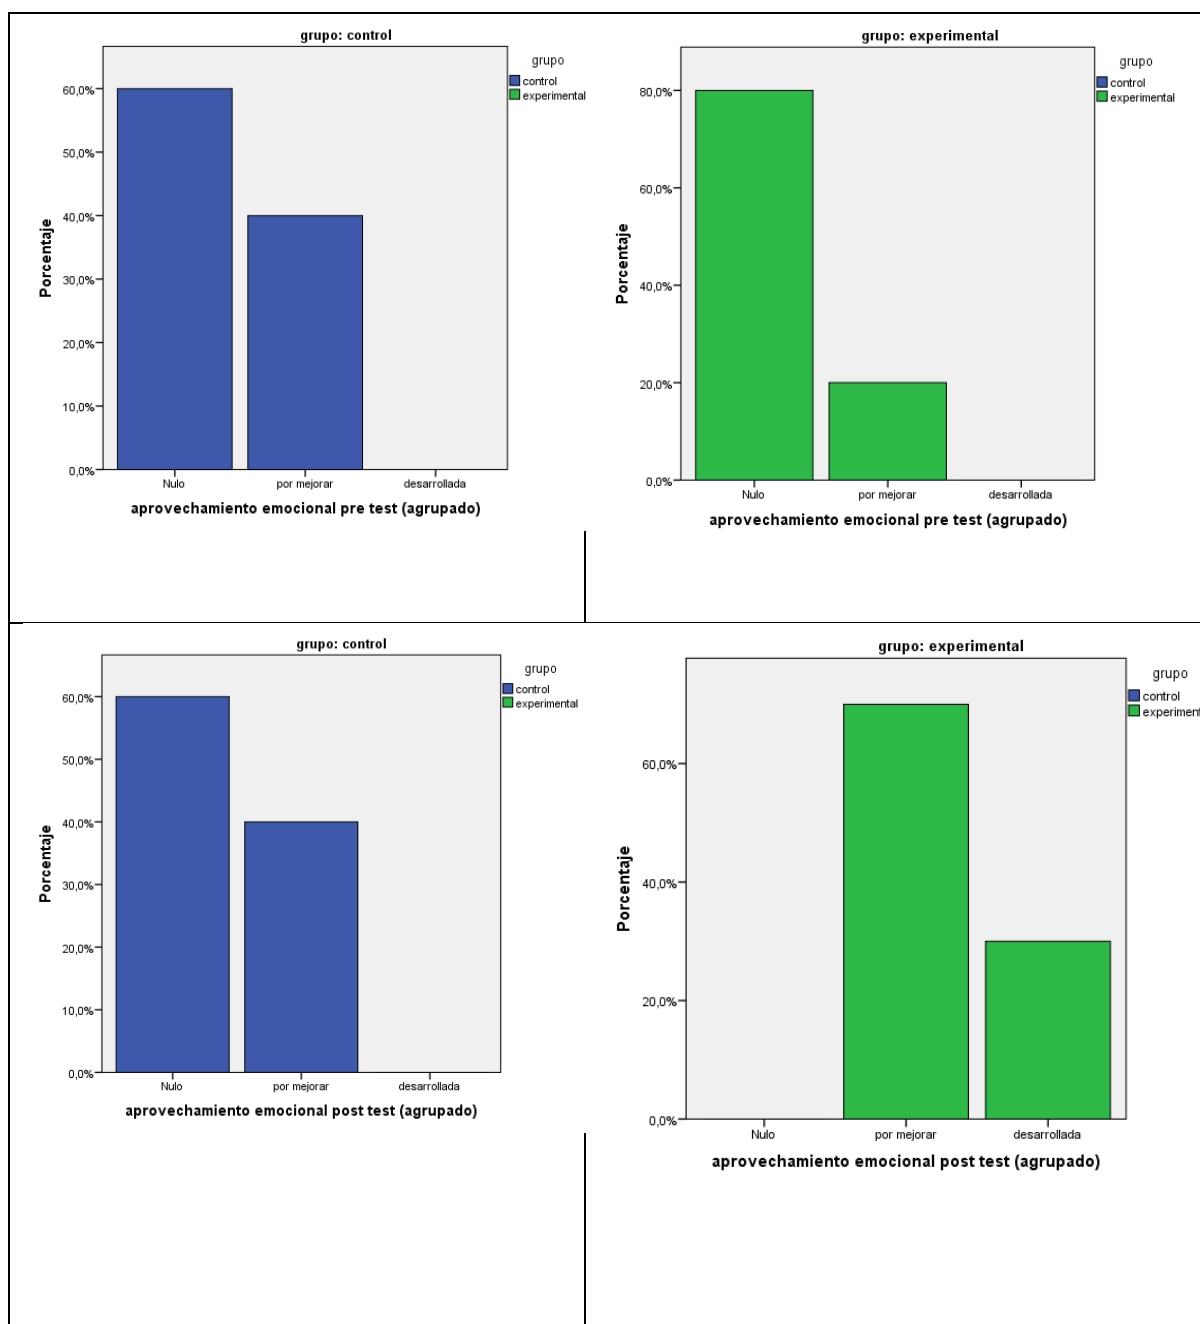 grupo: control
grupo
control
experimental
60,0%
50,0%
40,0%
30,0%
20,0%
10,0%
0,0%
Porcentaje
Nulo por mejorar desarrollada
aprovechamiento emocional pre test (agrupado)
grupo: experimental
grupo
control
experimental
80,0%
60,0%
40,0%
20,0%
0,0%
Porcentaje
Nulo por mejorar desarrollada
aprovechamiento emocional pre test (agrupado)
grupo: control
grupo
control
experimental
60,0%
50,0%
40,0%
30,0%
20,0%
10,0%
0,0%
Porcentaje
Nulo por mejorar desarrollada
aprovechamiento emocional post test (agrupado)
grupo: experimental
grupo
control
experiment
60,0%
40,0%
20,0%
0,0%
Porcentaje
Nulo por mejorar desarrollada
aprovechamiento emocional post test (agrupado)